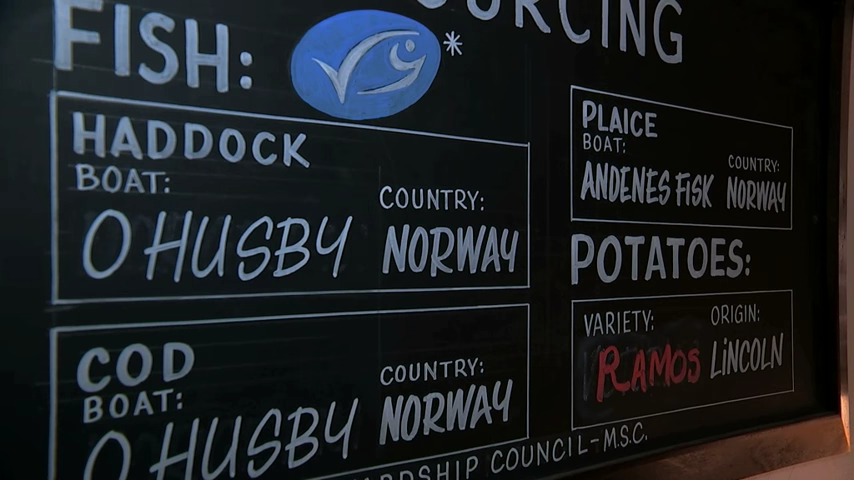 SOURCING
FISH: *
HADDOCK
BOAT:
O HUSBY
COUNTRY:
NORWAY
COD
BOAT:
O HUSBY
COUNTRY:
NORWAY
PLAICE
BOAT:
ANDENES FISK
COUNTRY:
NORWAY
POTATOES:
VARIETY:
RAMOS
ORIGIN:
LiNCOLN
COUNCIL-M.S.C.